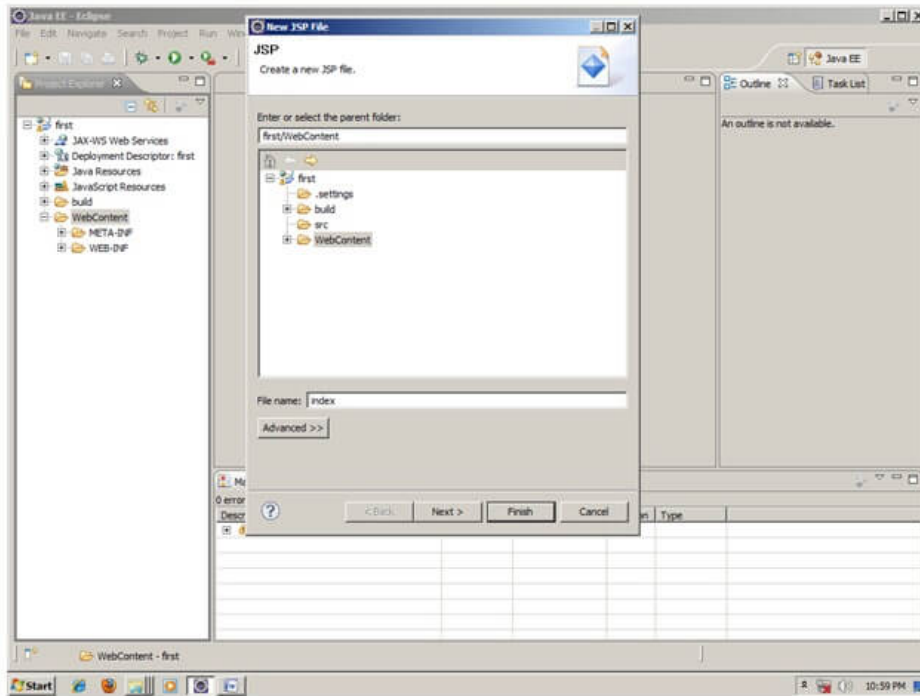 Java EE - Eclipse
File Edit Navigate Search Project Run
New JSP File
JSP
Create a new JSP file.
Java EE
Project Explorer
Outline
Task List
An outline is not available.
Enter or select the parent folder:
first/WebContent
first
.settings
build
src
WebContent
first
JAX-WS Web Services
Deployment Descriptor: first
Java Resources
JavaScript Resources
build
WebContent
META-INF
WEB-INF
File name: index
Advanced >>
0 error
Descr
Type
< Back
Next >
Finish
Cancel
WebContent - first
Start
10:59 PM